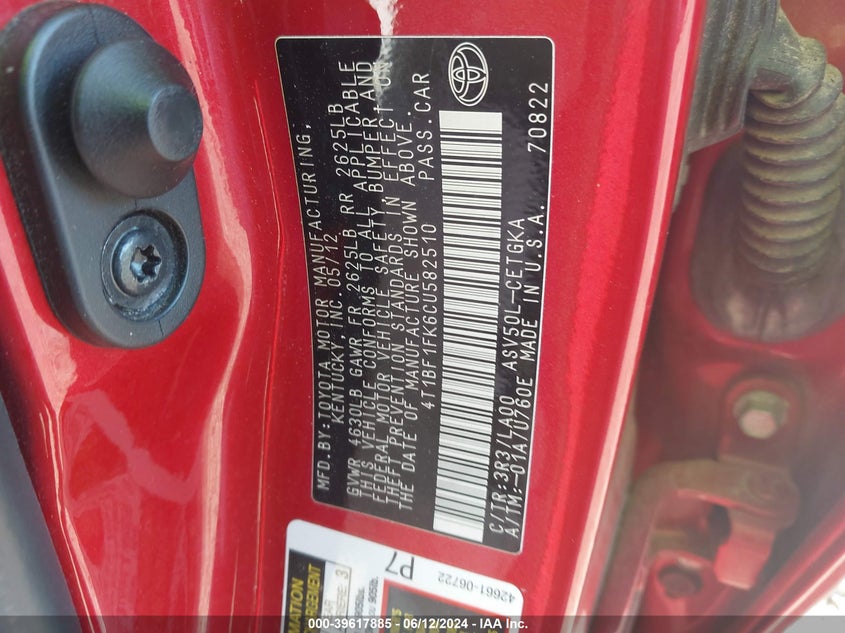 MFD. BY: TOYOTA MOTOR MANUFACTURING,
KENTUCKY, INC. 05/12
GVWR 4630LB GAWR FR 2625LB RR 2625LB
THIS VEHICLE CONFORMS TO ALL APPLICABLE
FEDERAL MOTOR VEHICLE SAFETY, BUMPER, AND
THEFT PREVENTION STANDARDS IN EFFECT ON
THE DATE OF MANUFACTURE SHOWN ABOVE.
4T1BF1FK6CU582510 PASS. CAR
C/TR: 3R3/LA00 ASV50L-CETGKA
A/TM: -01A/U760E MADE IN U.S.A. 70822
P7
42661-06722
3
IAA-39617885 / 06/12/2024 / IAA Inc.